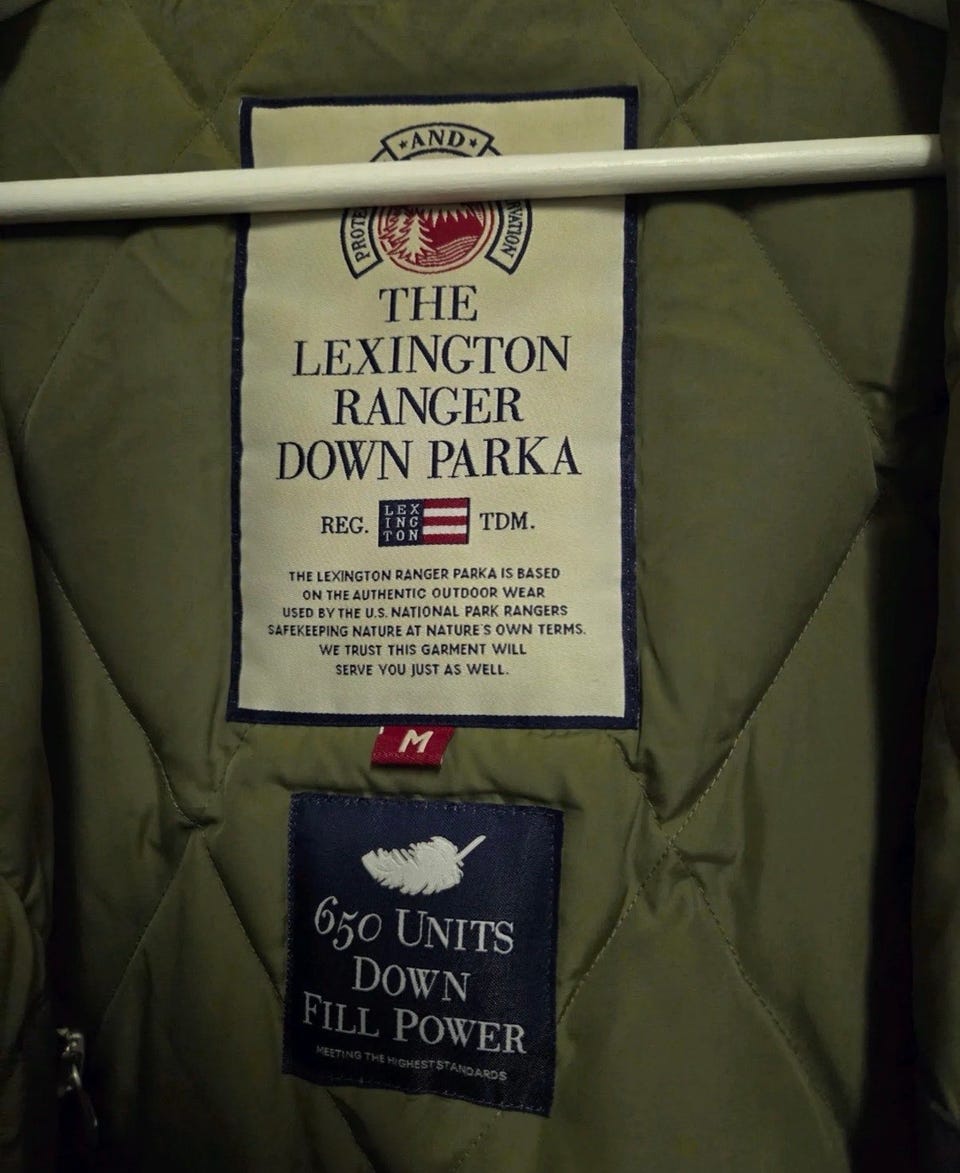 ★AND★
THE
LEXINGTON
RANGER
DOWN PARKA
REG. LEX ING TON TDM.
THE LEXINGTON RANGER PARKA IS BASED
ON THE AUTHENTIC OUTDOOR WEAR
USED BY THE U.S. NATIONAL PARK RANGERS
SAFEKEEPING NATURE AT NATURE'S OWN TERMS.
WE TRUST THIS GARMENT WILL
SERVE YOU JUST AS WELL.
M
650 UNITS
DOWN
FILL POWER
MEETING THE HIGHEST STANDARDS